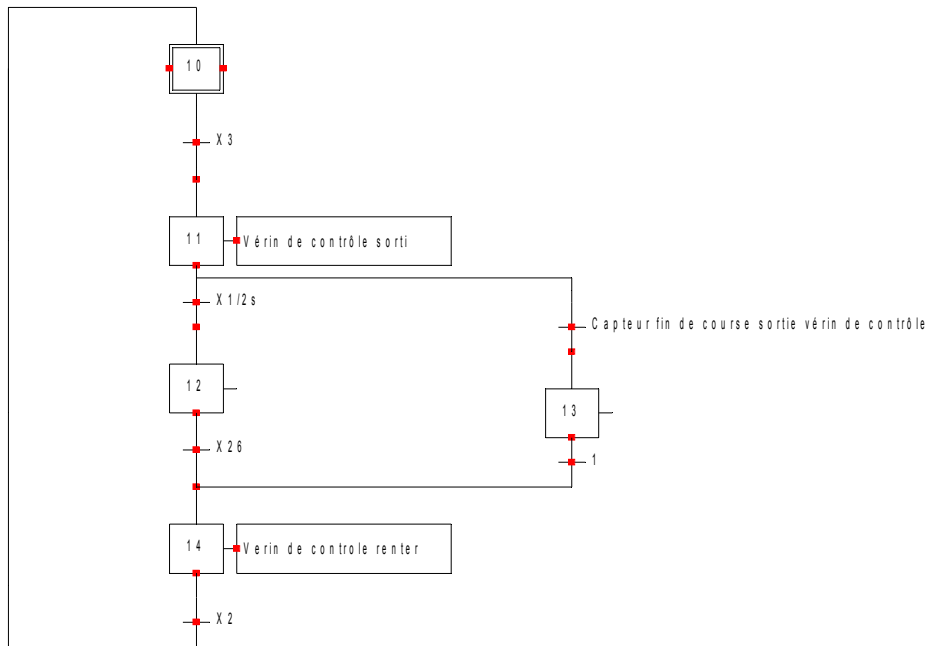 10
X3
11
Vérin de contrôle sorti
X1/2s
Capteur fin de course sortie vérin de contrôle
12
13
X26
1
14
Verin de controle renter
X2